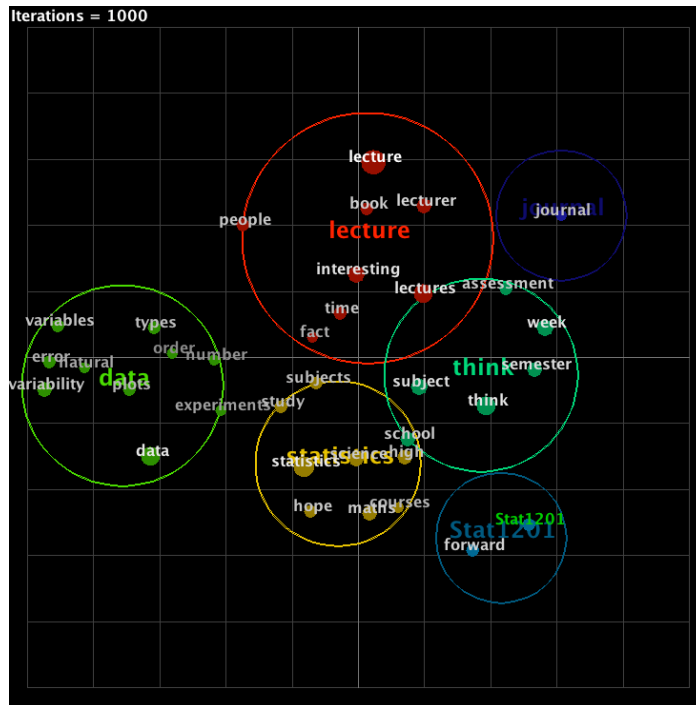 Iterations = 1000
lecture
book
lecturer
journal
journal
people
lecture
interesting
assessment
lectures
time
variables
types
week
fact
order
error
natural
number
think
semester
data
subjects
subject
variability
plots
experiments
study
think
school
data
statistics
statistics
science
high
hope
maths
courses
Stat1201
Stat1201
forward